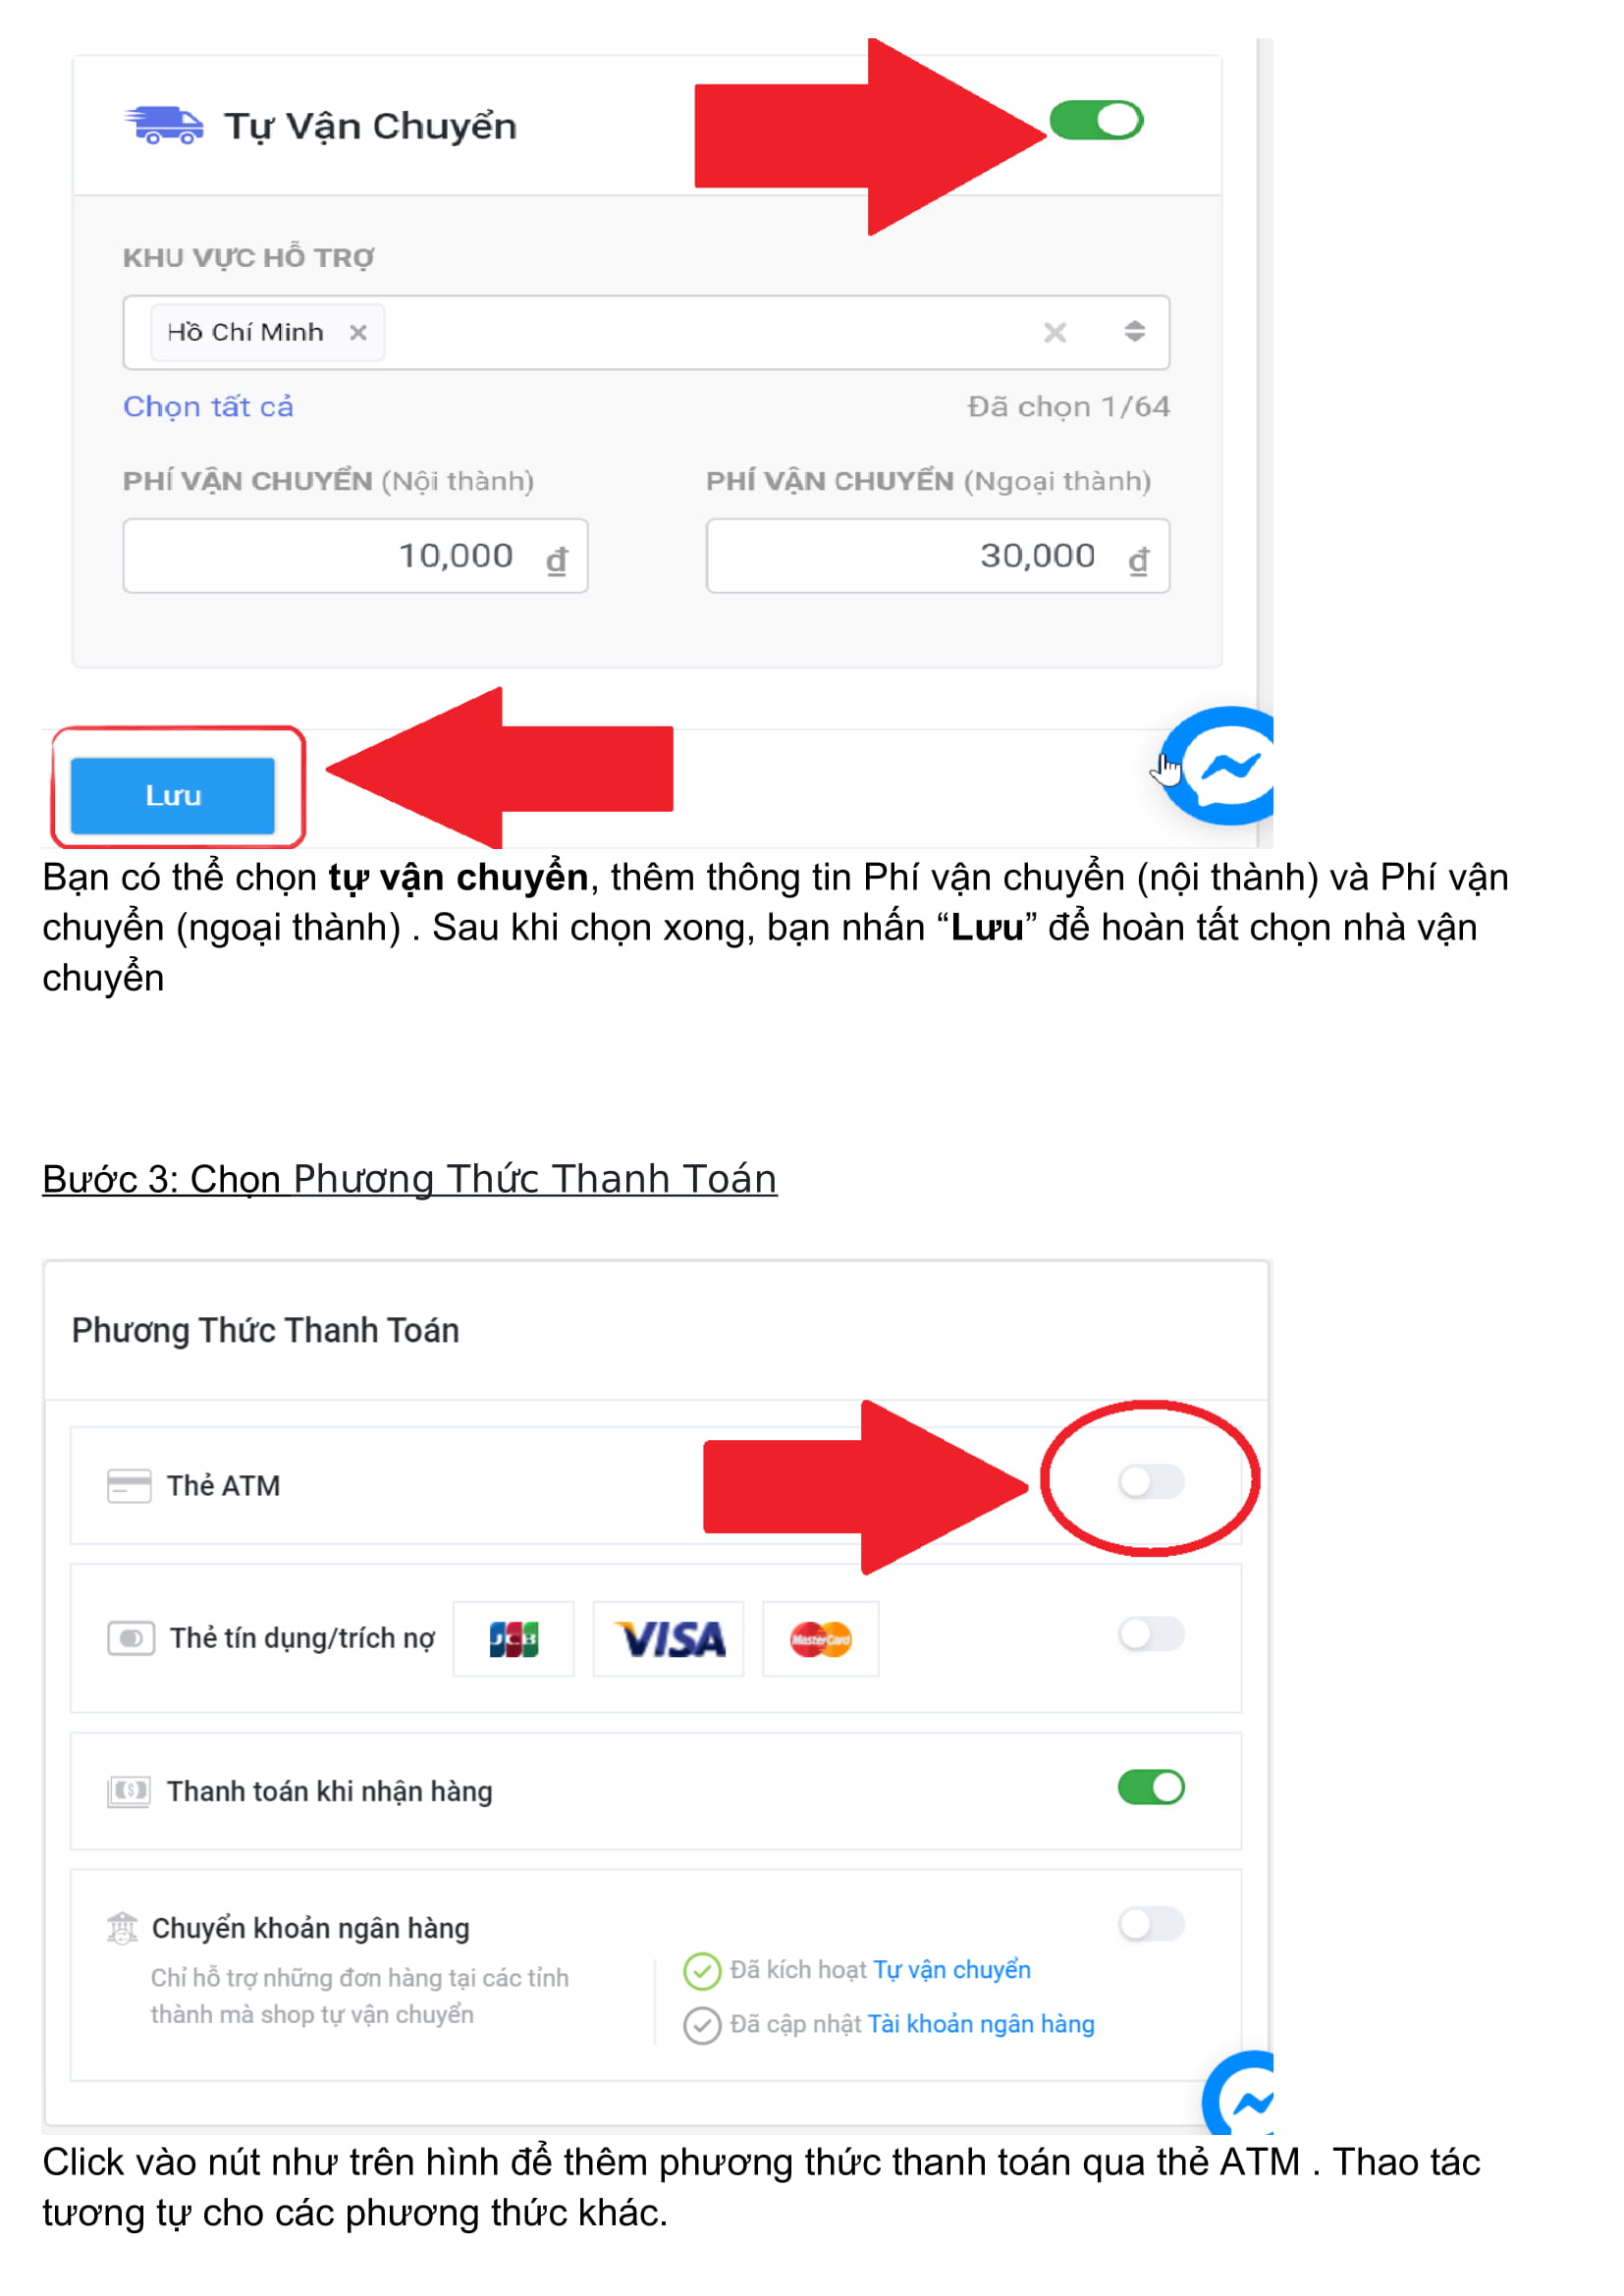 Tự Vận Chuyển
KHU VỰC HỖ TRỢ
Hồ Chí Minh ×
Chọn tất cả Đã chọn 1/64
PHÍ VẬN CHUYỂN (Nội thành) PHÍ VẬN CHUYỂN (Ngoại thành)
10,000 đ 30,000 đ
Lưu
Bạn có thể chọn tự vận chuyển, thêm thông tin Phí vận chuyển (nội thành) và Phí vận
chuyển (ngoại thành) . Sau khi chọn xong, bạn nhấn “Lưu” để hoàn tất chọn nhà vận
chuyển
Bước 3: Chọn Phương Thức Thanh Toán
Phương Thức Thanh Toán
Thẻ ATM
Thẻ tín dụng/trích nợ JCB VISA MasterCard
Thanh toán khi nhận hàng
Chuyển khoản ngân hàng
Chỉ hỗ trợ những đơn hàng tại các tỉnh
thành mà shop tự vận chuyển
Đã kích hoạt Tự vận chuyển
Đã cập nhật Tài khoản ngân hàng
Click vào nút như trên hình để thêm phương thức thanh toán qua thẻ ATM . Thao tác
tương tự cho các phương thức khác.